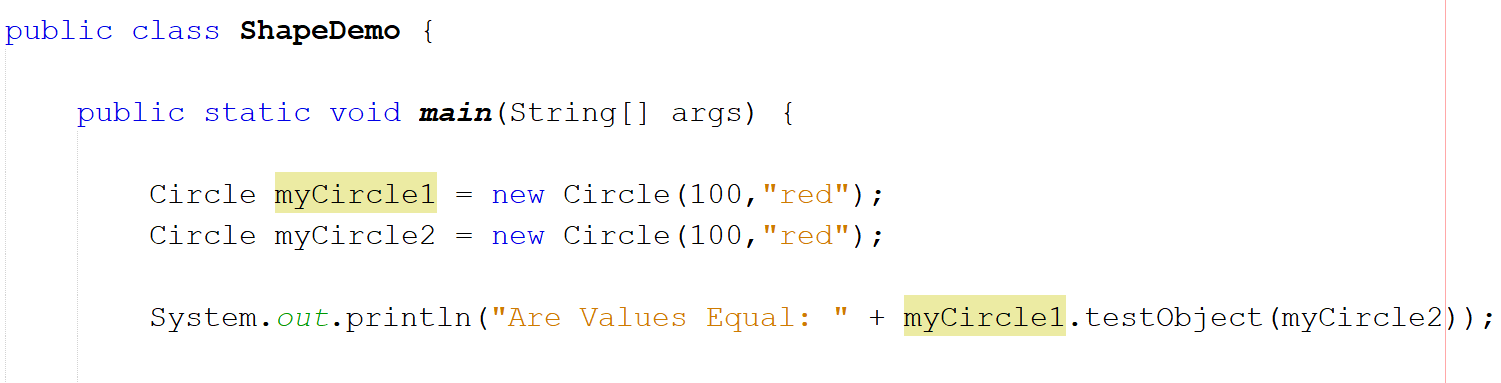 public class ShapeDemo {
public static void main(String[] args) {
Circle myCircle1 = new Circle(100,"red");
Circle myCircle2 = new Circle(100,"red");
System.out.println("Are Values Equal: " + myCircle1.testObject(myCircle2));